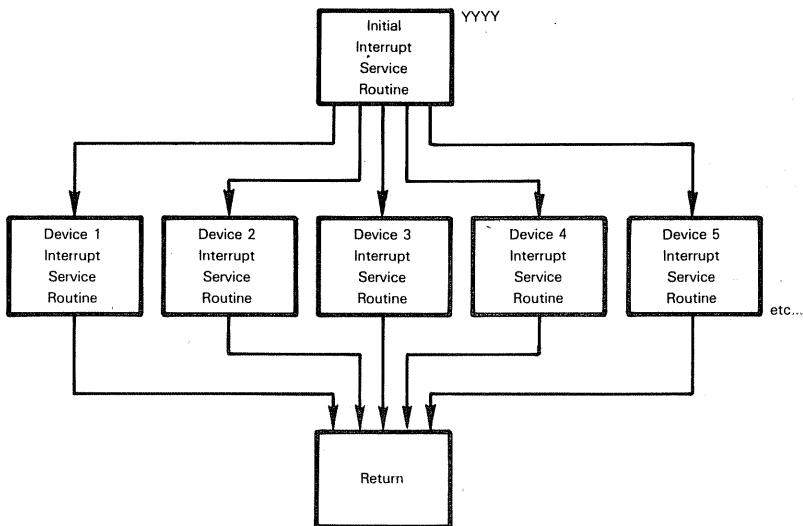 Initial
Interrupt
Service
Routine
YYYY
Device 1
Interrupt
Service
Routine
Device 2
Interrupt
Service
Routine
Device 3
Interrupt
Service
Routine
Device 4
Interrupt
Service
Routine
Device 5
Interrupt
Service
Routine
etc...
Return